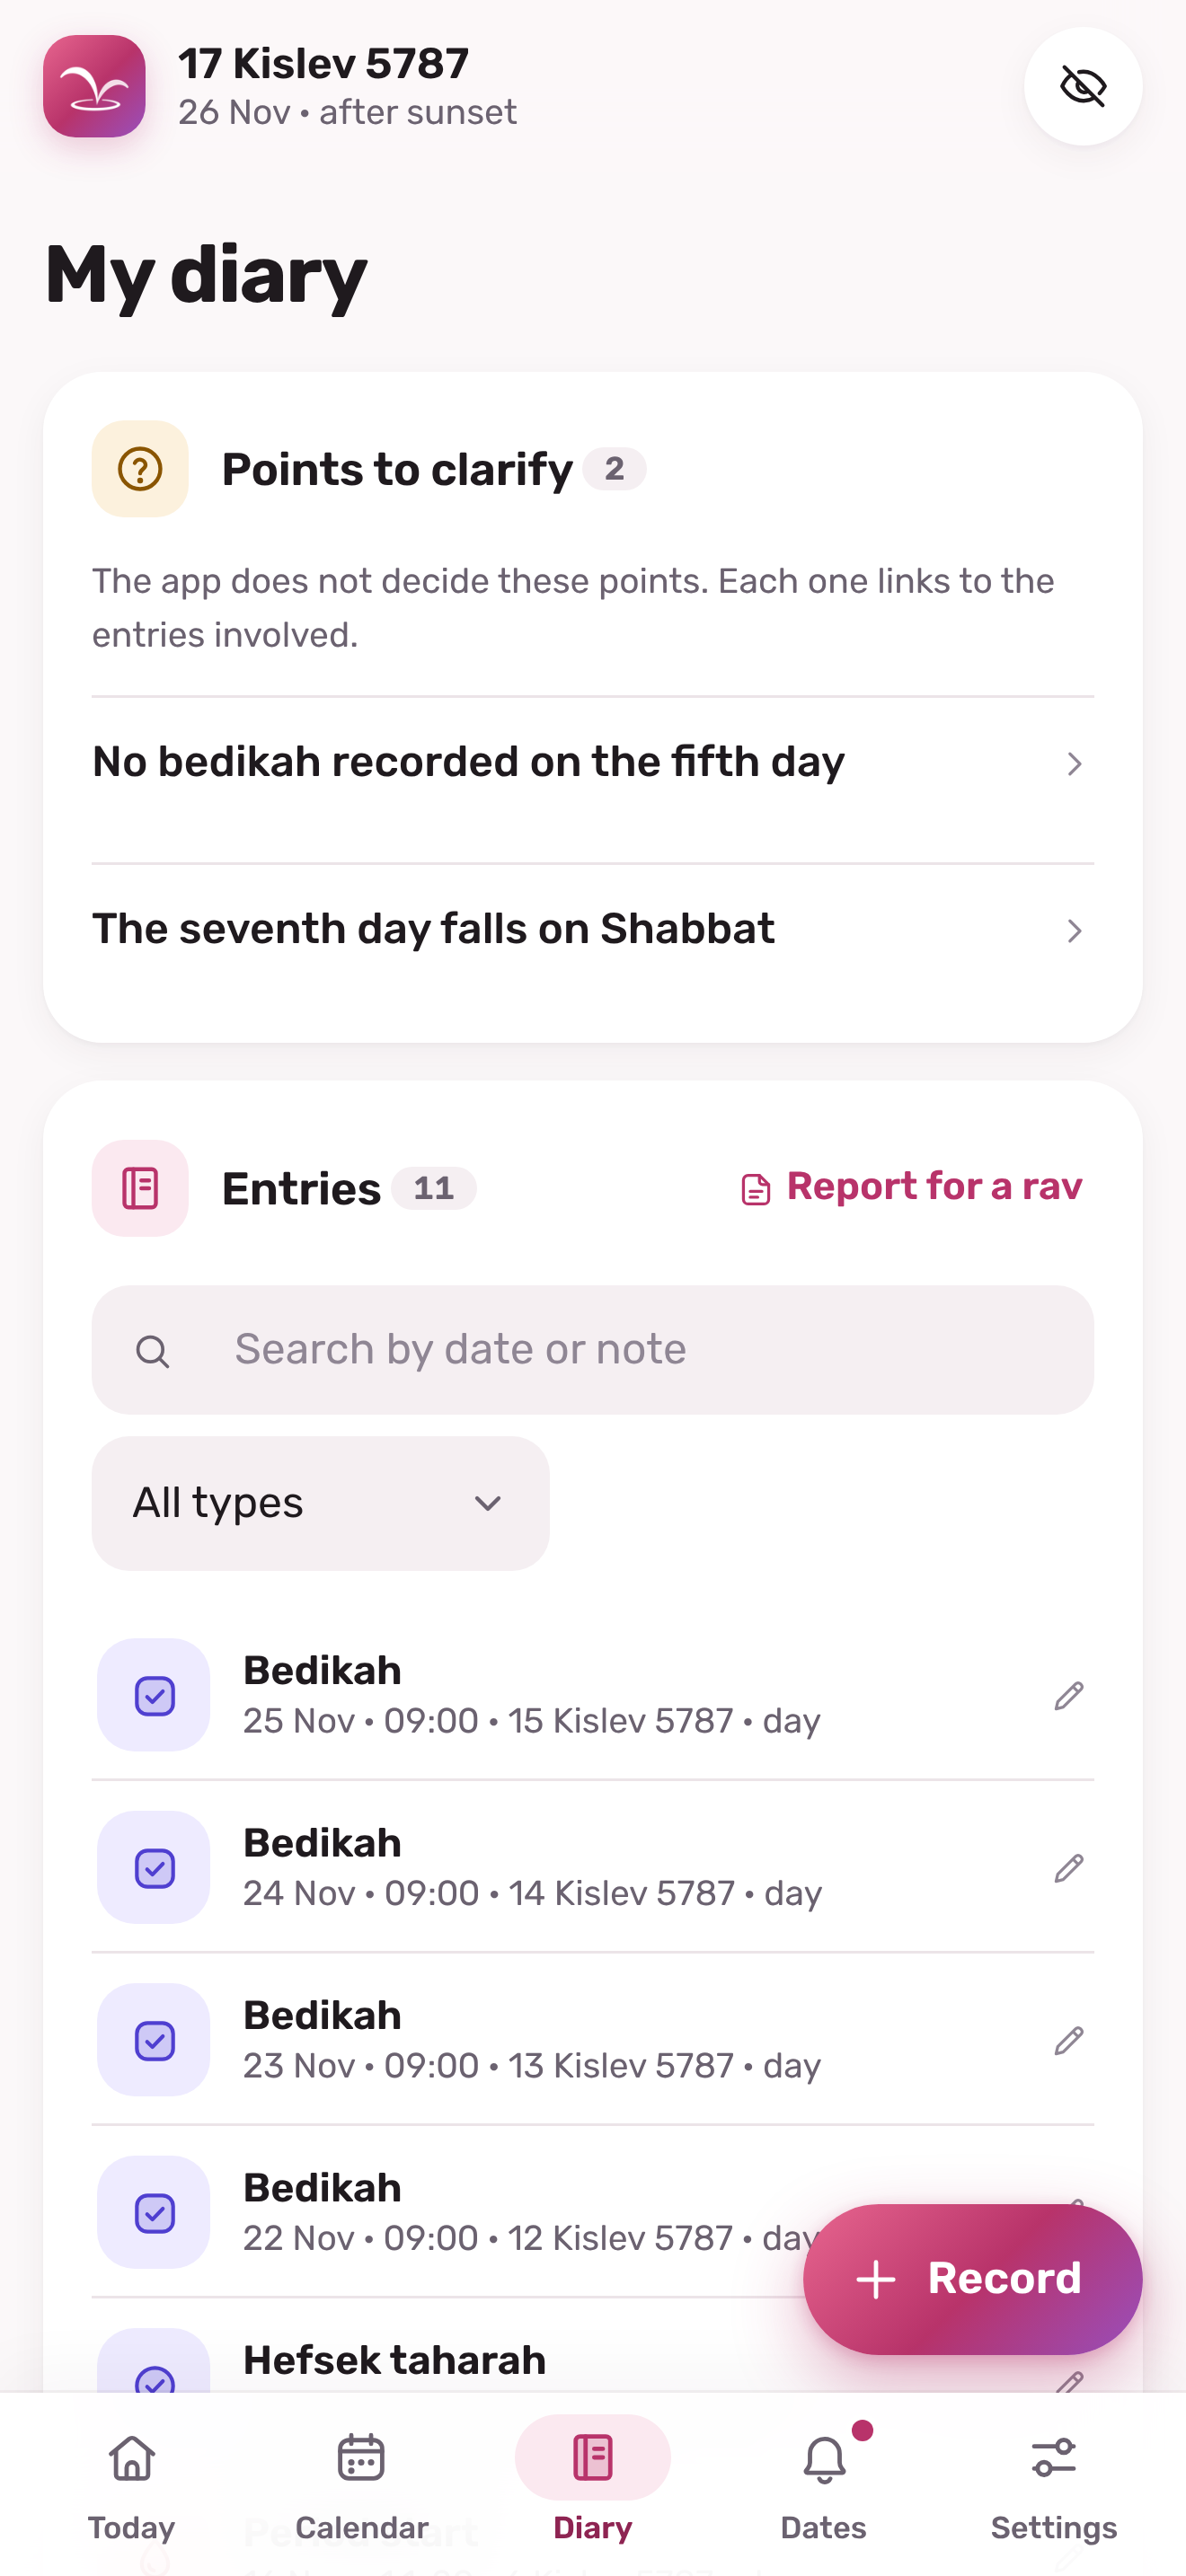 17 Kislev 5787
26 Nov • after sunset
My diary
Points to clarify 2
The app does not decide these points. Each one links to the
entries involved.
No bedikah recorded on the fifth day
The seventh day falls on Shabbat
Entries 11
Report for a rav
Search by date or note
All types
Bedikah
25 Nov • 09:00 • 15 Kislev 5787 • day
Bedikah
24 Nov • 09:00 • 14 Kislev 5787 • day
Bedikah
23 Nov • 09:00 • 13 Kislev 5787 • day
Bedikah
22 Nov • 09:00 • 12 Kislev 5787 • day
Record
Hefsek taharah
Period start
Today
Calendar
Diary
Dates
Settings